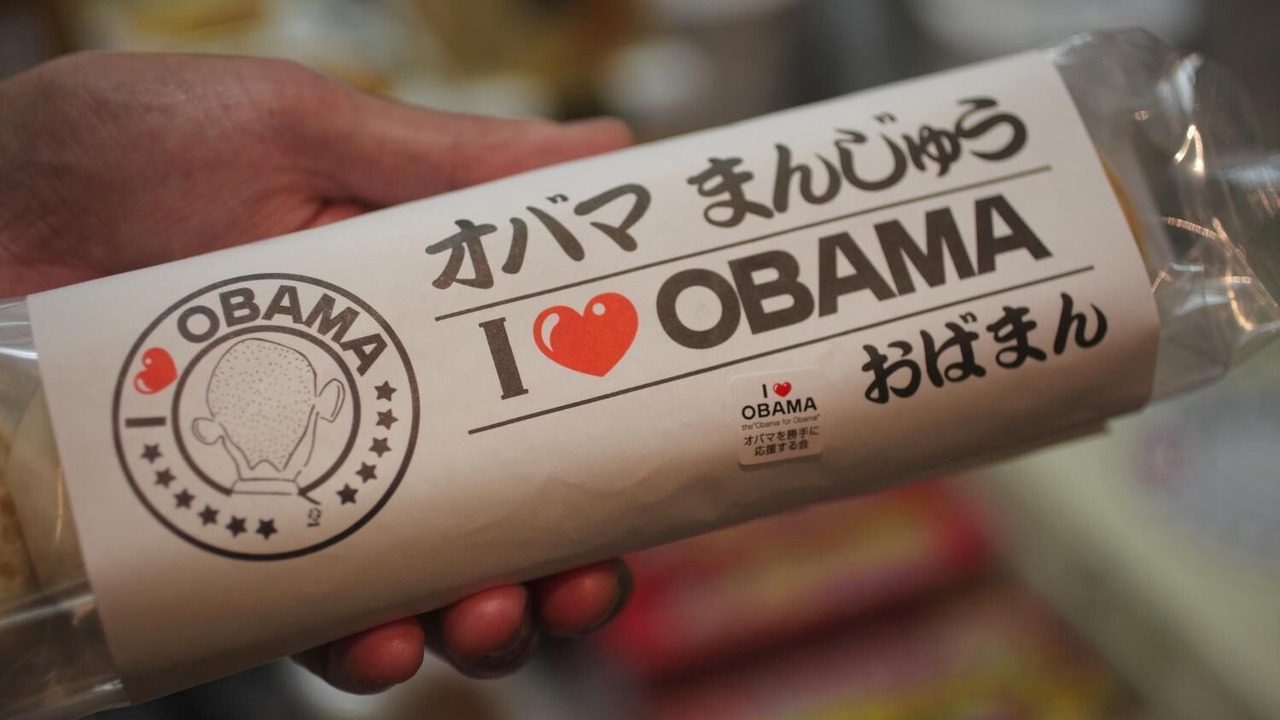 I ❤ OBAMA
オバマ まんじゅう
I ❤ OBAMA
おばまん
I ❤
OBAMA
the "Obama for Obama"
オバマを勝手に
応援する会